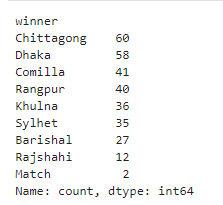 winner
Chittagong    60
Dhaka         58
Comilla       41
Rangpur       40
Khulna        36
Sylhet        35
Barishal      27
Rajshahi      12
Match          2
Name: count, dtype: int64